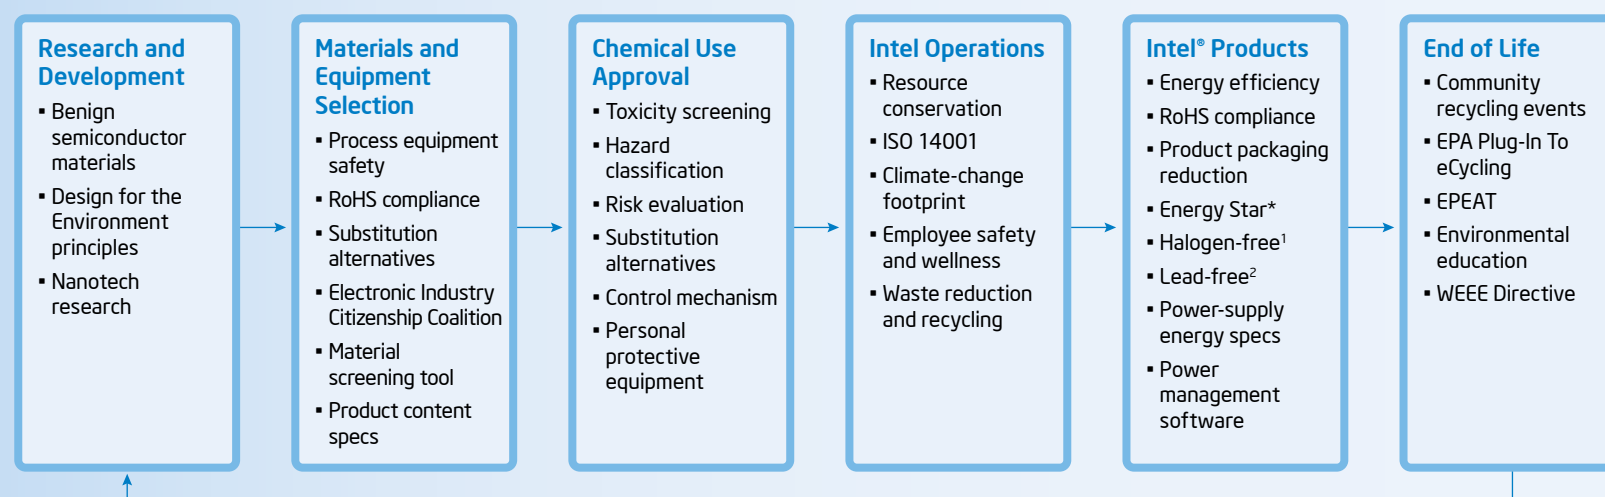 Research and
Development
▪ Benign
semiconductor
materials
▪ Design for the
Environment
principles
▪ Nanotech
research
Materials and
Equipment
Selection
▪ Process equipment
safety
▪ RoHS compliance
▪ Substitution
alternatives
▪ Electronic Industry
Citizenship Coalition
▪ Material
screening tool
▪ Product content
specs
Chemical Use
Approval
▪ Toxicity screening
▪ Hazard
classification
▪ Risk evaluation
▪ Substitution
alternatives
▪ Control mechanism
▪ Personal
protective
equipment
Intel Operations
▪ Resource
conservation
▪ ISO 14001
▪ Climate-change
footprint
▪ Employee safety
and wellness
▪ Waste reduction
and recycling
Intel® Products
▪ Energy efficiency
▪ RoHS compliance
▪ Product packaging
reduction
▪ Energy Star*
▪ Halogen-free¹
▪ Lead-free²
▪ Power-supply
energy specs
▪ Power
management
software
End of Life
▪ Community
recycling events
▪ EPA Plug-In To
eCycling
▪ EPEAT
▪ Environmental
education
▪ WEEE Directive